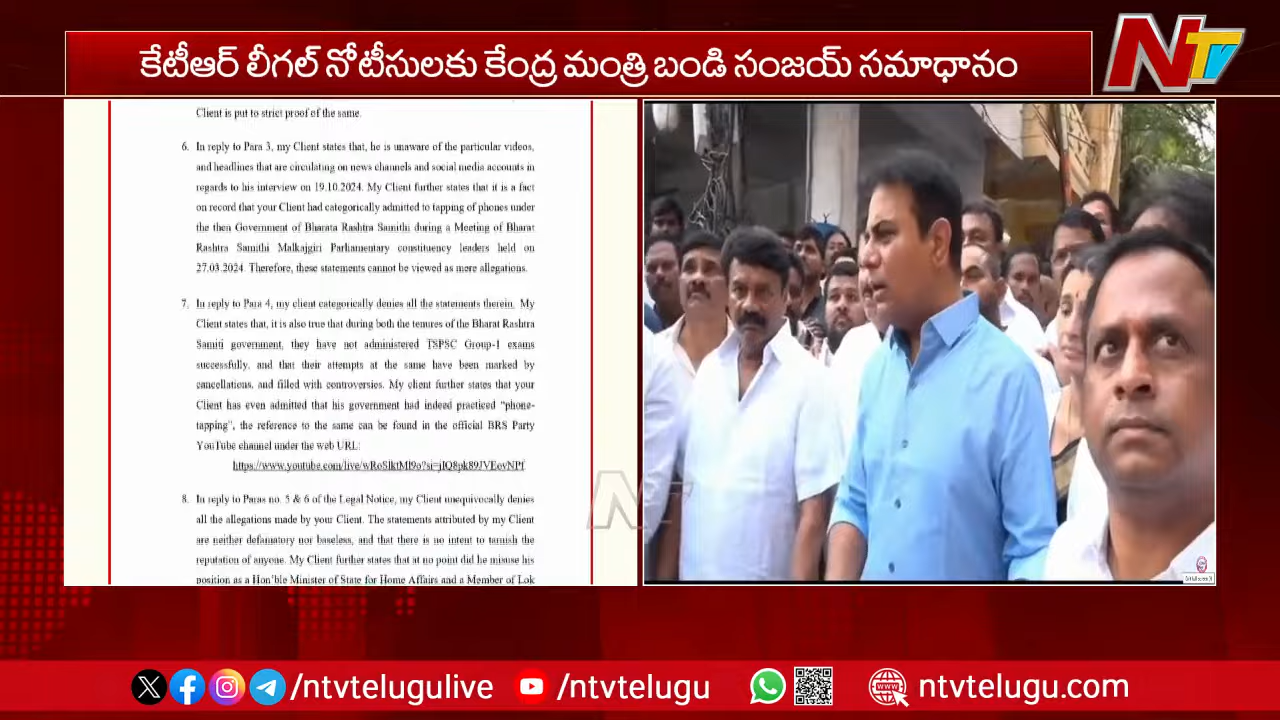 కేటీఆర్ లీగల్ నోటీసులకు కేంద్ర మంత్రి బండి సంజయ్ సమాధానం
NTV
Client is put to strict proof of the same.
6. In reply to Para 3, my Client states that, he is unaware of the particular videos,
and headlines that are circulating on news channels and social media accounts in
regards to his interview on 19.10.2024. My Client further states that it is a fact
on record that your Client had categorically admitted to tapping of phones under
the then Government of Bharata Rashtra Samithi during a Meeting of Bharat
Rashtra Samithi Malkajgiri Parliamentary constituency leaders held on
27.03.2024. Therefore, these statements cannot be viewed as mere allegations.
7. In reply to Para 4, my client categorically denies all the statements therein. My
Client states that, it is also true that during both the tenures of the Bharat Rashtra
Samiti government, they have not administered TSPSC Group-1 exams
successfully, and that their attempts at the same have been marked by
cancellations, and filled with controversies. My client further states that your
Client has even admitted that his government had indeed practiced "phone-
tapping", the reference to the same can be found in the official BRS Party
YouTube channel under the web URL:
8. In reply to Paras no. 5 & 6 of the Legal Notice, my Client unequivocally denies
all the allegations made by your Client. The statements attributed by my Client
are neither defamatory nor baseless, and that there is no intent to tarnish the
reputation of anyone. My Client further states that at no point did he misuse his
position as a Hon'ble Minister of State for Home Affairs and a Member of Lok
/ntvtelugulive
/ntvtelugu
ntvtelugu.com